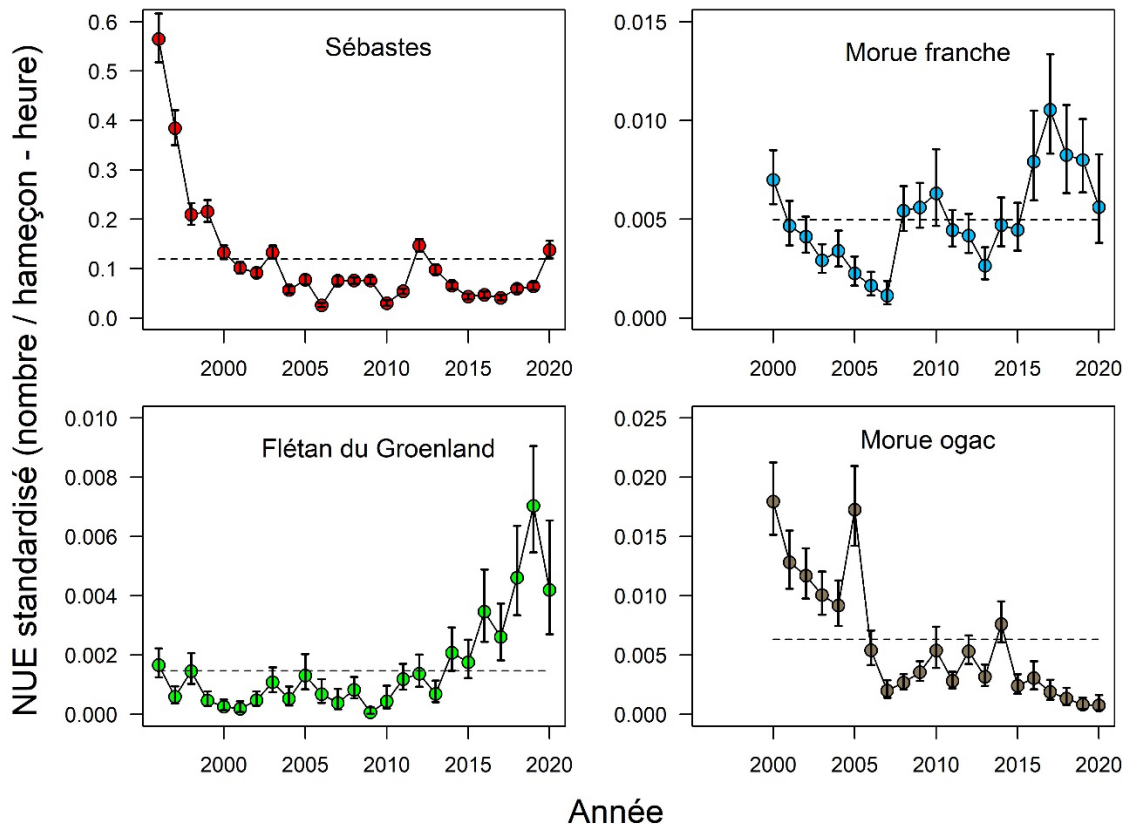 NUE standardisé (nombre / hameçon - heure)
Sébastes
0.6
0.5
0.4
0.3
0.2
0.1
0.0
2000 2005 2010 2015 2020
Morue franche
0.015
0.010
0.005
0.000
2000 2005 2010 2015 2020
Flétan du Groenland
0.010
0.008
0.006
0.004
0.002
0.000
2000 2005 2010 2015 2020
Morue ogac
0.025
0.020
0.015
0.010
0.005
0.000
2000 2005 2010 2015 2020
Année